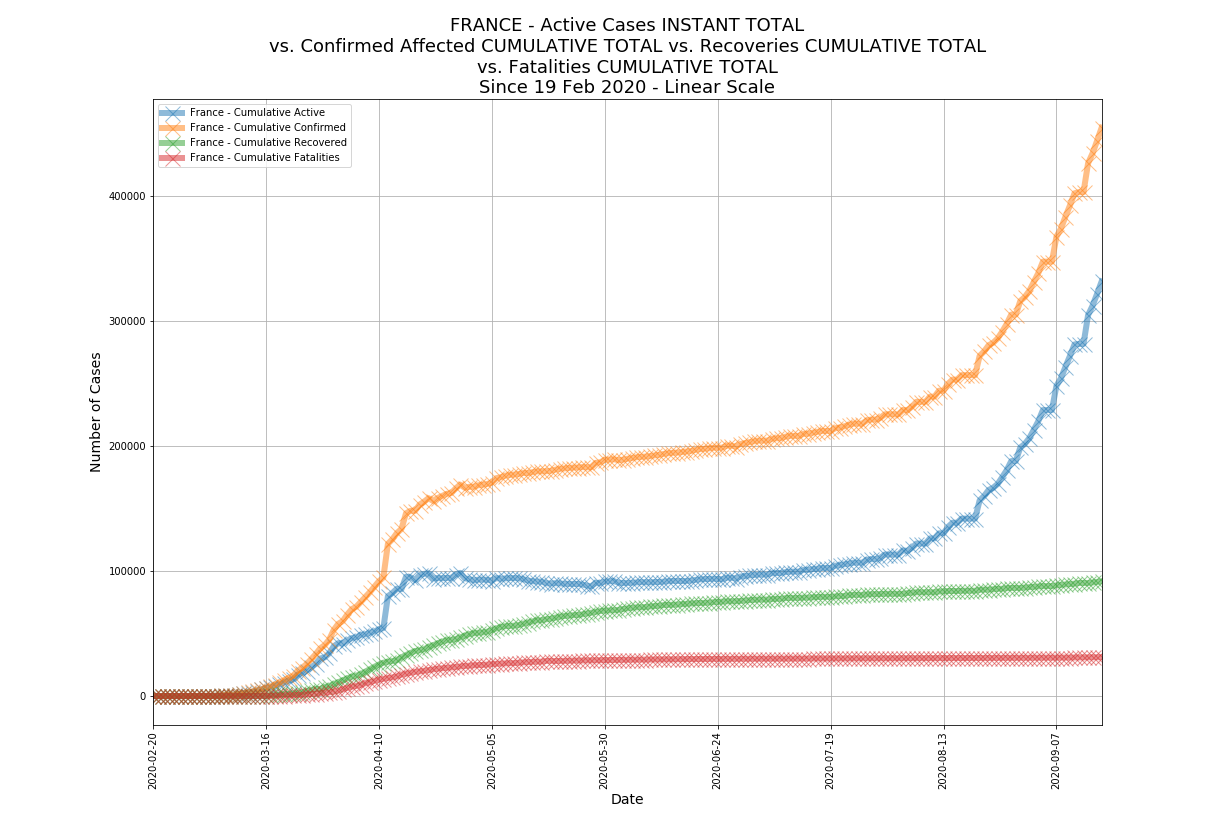 FRANCE - Active Cases INSTANT TOTAL
vs. Confirmed Affected CUMULATIVE TOTAL vs. Recoveries CUMULATIVE TOTAL
vs. Fatalities CUMULATIVE TOTAL
Since 19 Feb 2020 - Linear Scale
France - Cumulative Active
France - Cumulative Confirmed
France - Cumulative Recovered
France - Cumulative Fatalities
Number of Cases
400000
300000
200000
100000
0
2020-02-20
2020-03-16
2020-04-10
2020-05-05
2020-05-30
2020-06-24
2020-07-19
2020-08-13
2020-09-07
Date